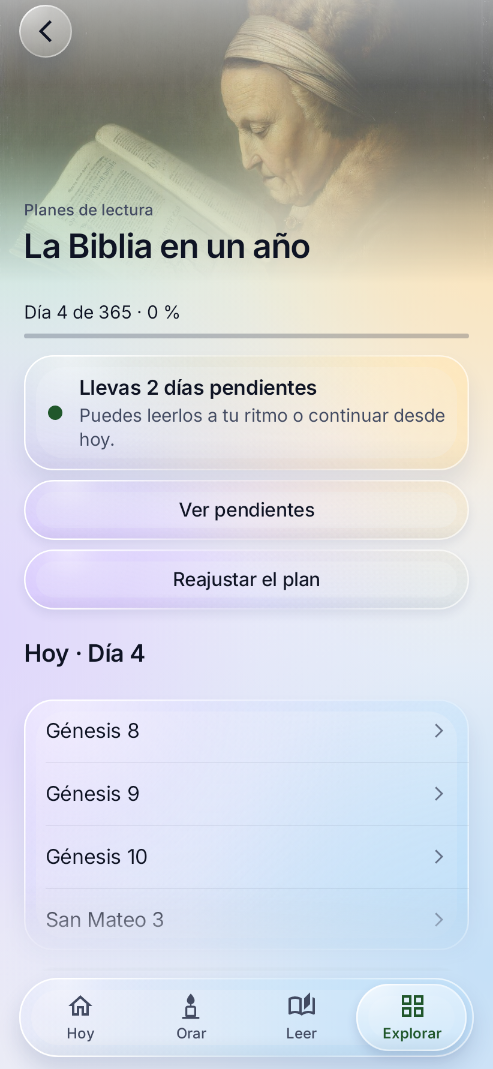 Planes de lectura
La Biblia en un año
Día 4 de 365 · 0 %
Llevas 2 días pendientes
Puedes leerlos a tu ritmo o continuar desde
hoy.
Ver pendientes
Reajustar el plan
Hoy · Día 4
Génesis 8
Génesis 9
Génesis 10
San Mateo 3
Hoy
Orar
Leer
Explorar